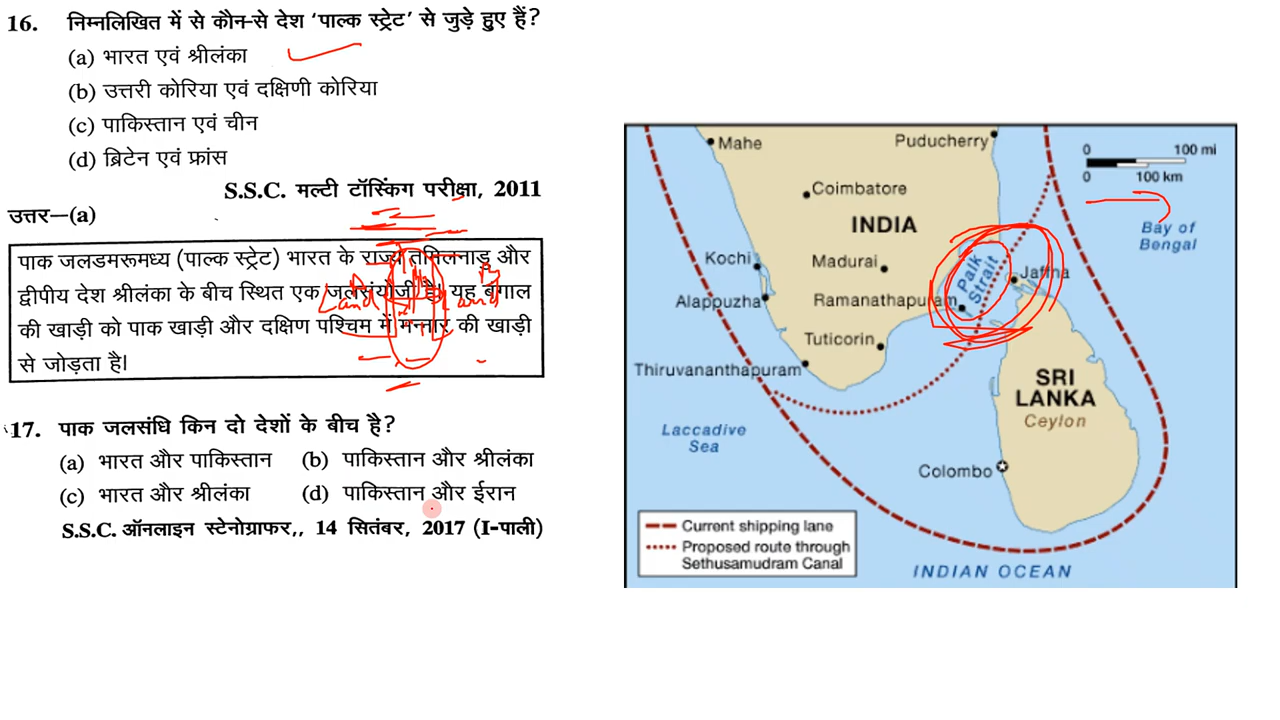 16. निम्नलिखित में से कौन-से देश ‘पाल्क स्ट्रेट’ से जुड़े हुए हैं?
(a) भारत एवं श्रीलंका
(b) उत्तरी कोरिया एवं दक्षिणी कोरिया
(c) पाकिस्तान एवं चीन
(d) ब्रिटेन एवं फ्रांस
S.S.C. मल्टी टॉस्किंग परीक्षा, 2011
उत्तर—(a)
पाक जलडमरूमध्य (पाल्क स्ट्रेट) भारत के राज्य तमिलनाडु और
द्वीपीय देश श्रीलंका के बीच स्थित एक जलसंयोजी है। यह बंगाल
की खाड़ी को पाक खाड़ी और दक्षिण पश्चिम में मन्नार की खाड़ी
से जोड़ता है।
Land
17. पाक जलसंधि किन दो देशों के बीच है?
(a) भारत और पाकिस्तान (b) पाकिस्तान और श्रीलंका
(c) भारत और श्रीलंका (d) पाकिस्तान और ईरान
S.S.C. ऑनलाइन स्टेनोग्राफर,, 14 सितंबर, 2017 (I-पाली)
Mahe
Puducherry
0 100 mi
0 100 km
Coimbatore
INDIA
Bay of
Bengal
Kochi
Madurai
Palk
Strait
Jaffna
Alappuzha
Ramanathapuram
Tuticorin
Thiruvananthapuram
SRI
LANKA
Ceylon
Laccadive
Sea
Colombo
Current shipping lane
Proposed route through
Sethusamudram Canal
INDIAN OCEAN